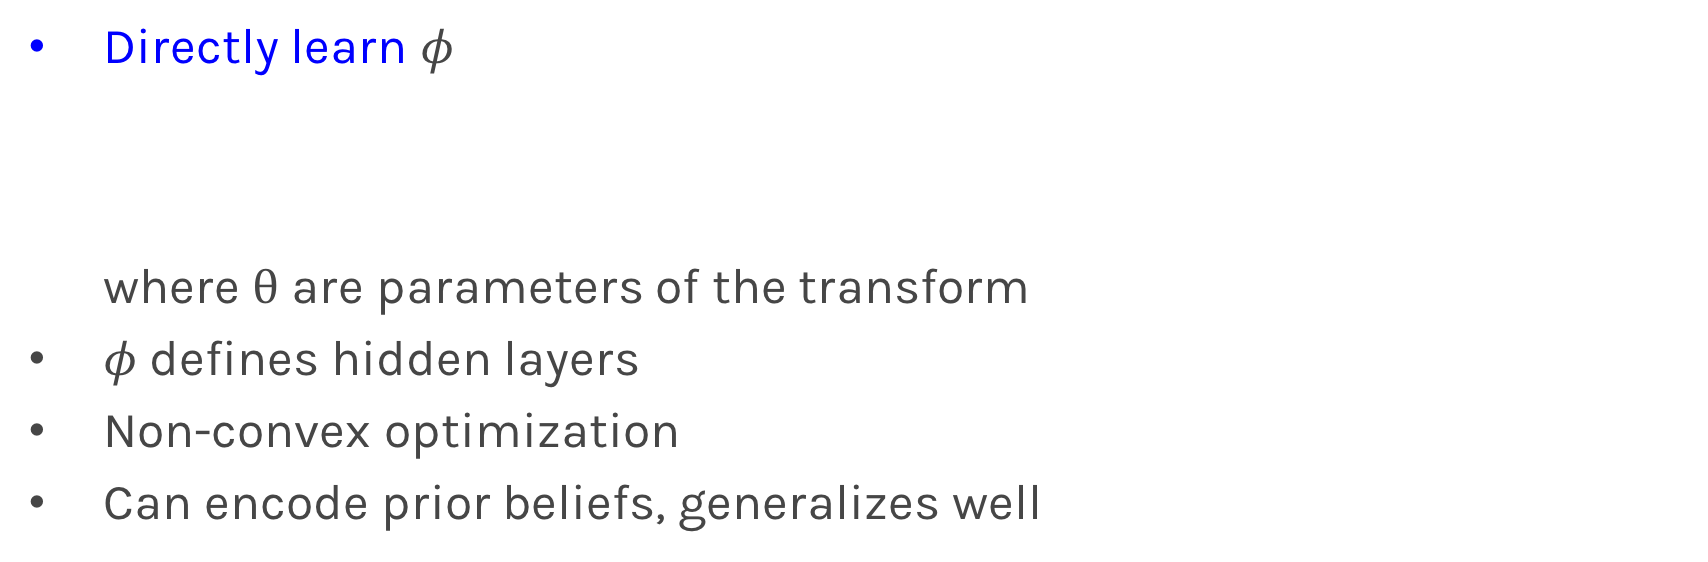 • Directly learn ϕ
where θ are parameters of the transform
• ϕ defines hidden layers
• Non-convex optimization
• Can encode prior beliefs, generalizes well